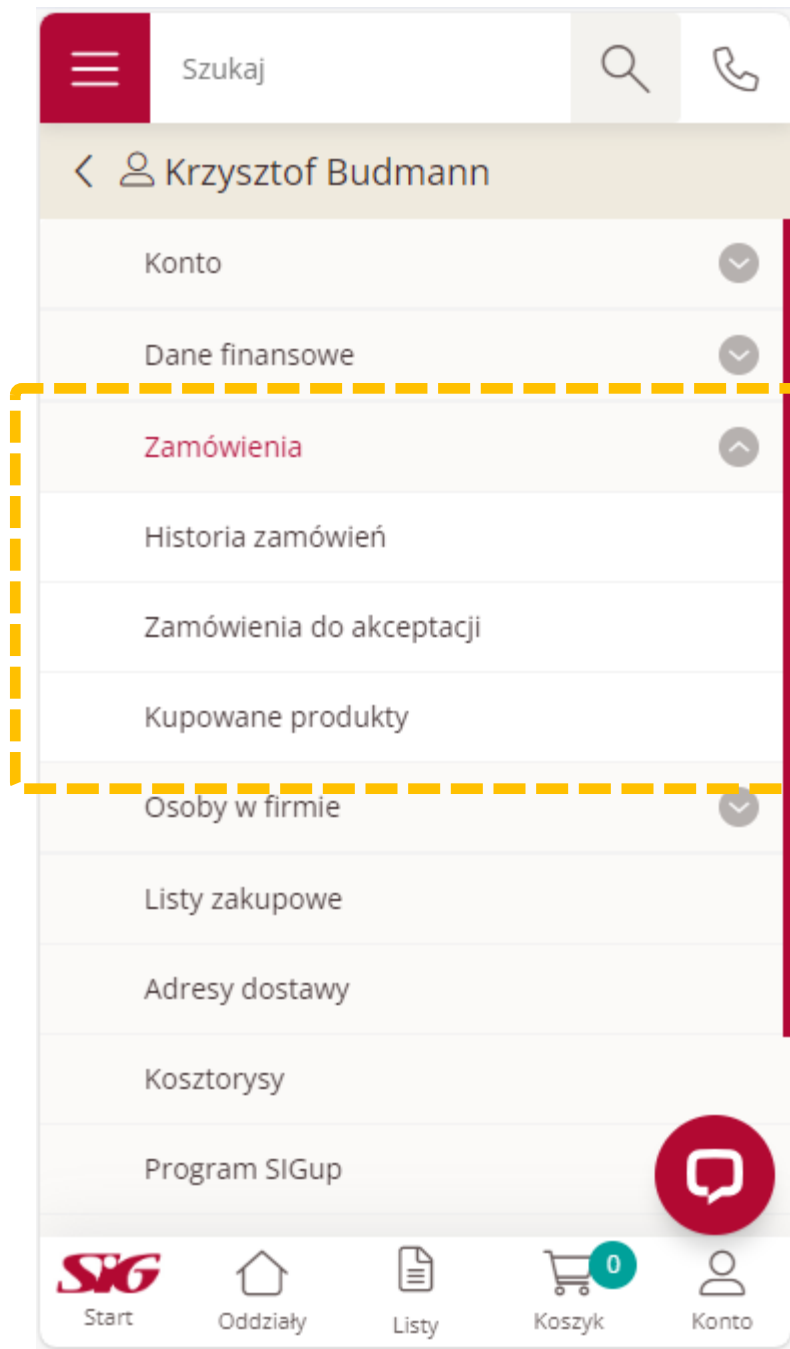 Szukaj
Krzysztof Budmann
Konto
Dane finansowe
Zamówienia
Historia zamówień
Zamówienia do akceptacji
Kupowane produkty
Osoby w firmie
Listy zakupowe
Adresy dostawy
Kosztorysy
Program SIGup
SIG
0
Start
Oddziały
Listy
Koszyk
Konto